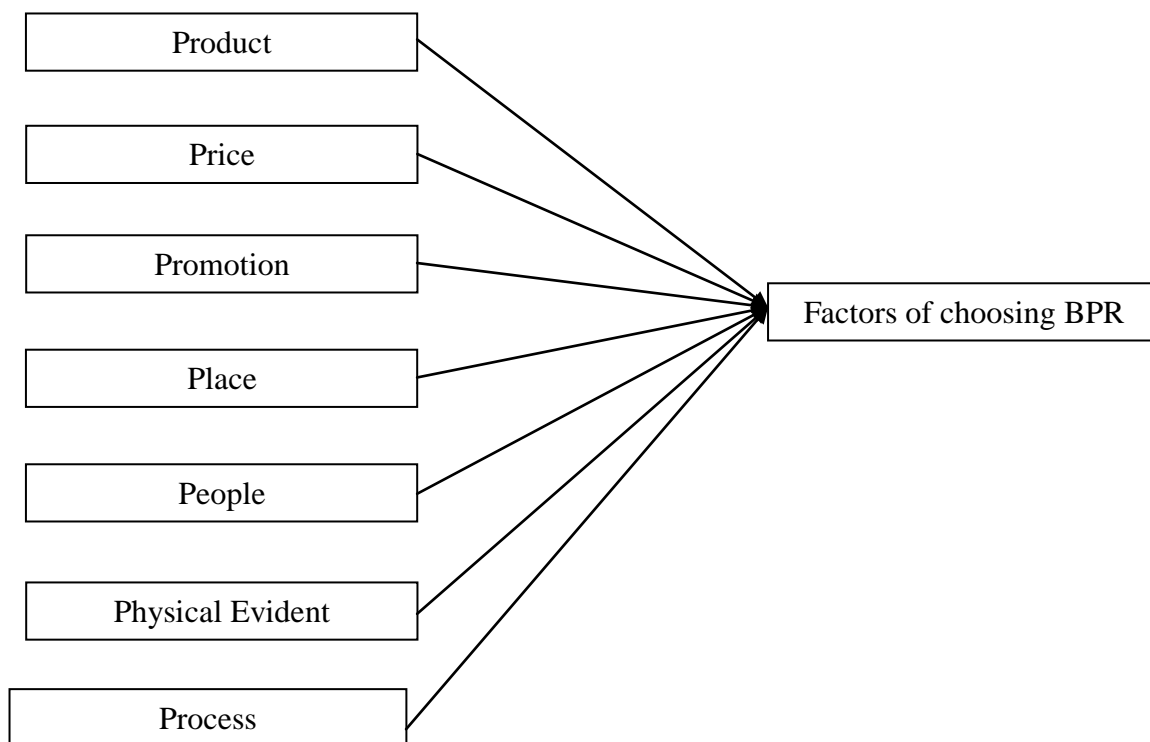 Product
Price
Promotion
Factors of choosing BPR
Place
People
Physical Evident
Process